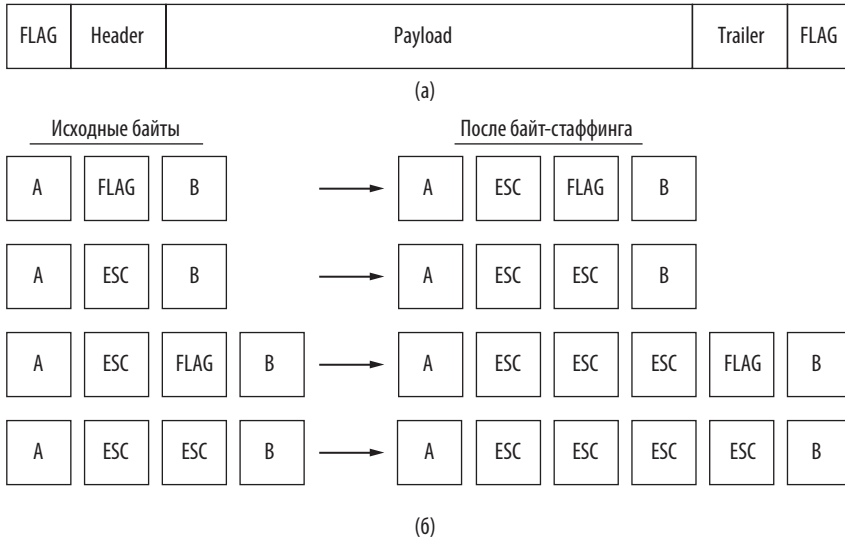 FLAG Header Payload Trailer FLAG
(а)
Исходные байты После байт-стаффинга
A FLAG B A ESC FLAG B
A ESC B A ESC ESC B
A ESC FLAG B A ESC ESC ESC FLAG B
A ESC ESC B A ESC ESC ESC ESC B
(б)